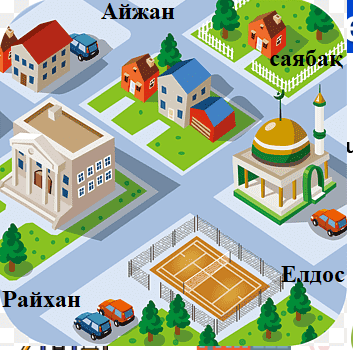 Айжан
саябақ
Елдос
Райхан